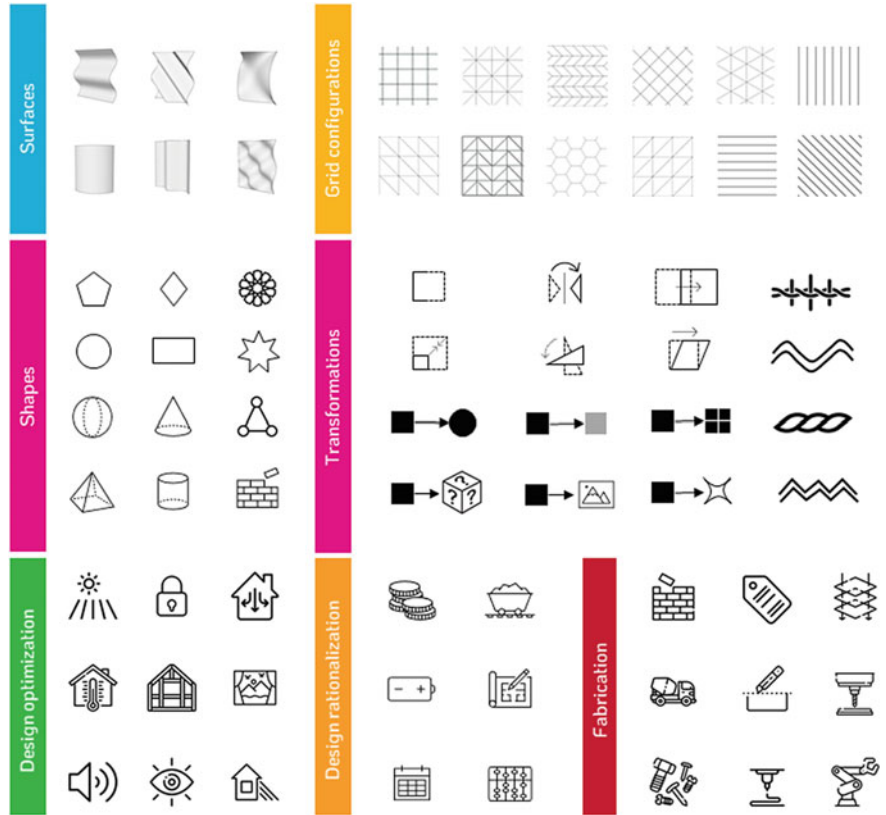 Surfaces
Grid configurations
Shapes
Transformations
? ? ?
Design optimization
Design rationalization
Fabrication